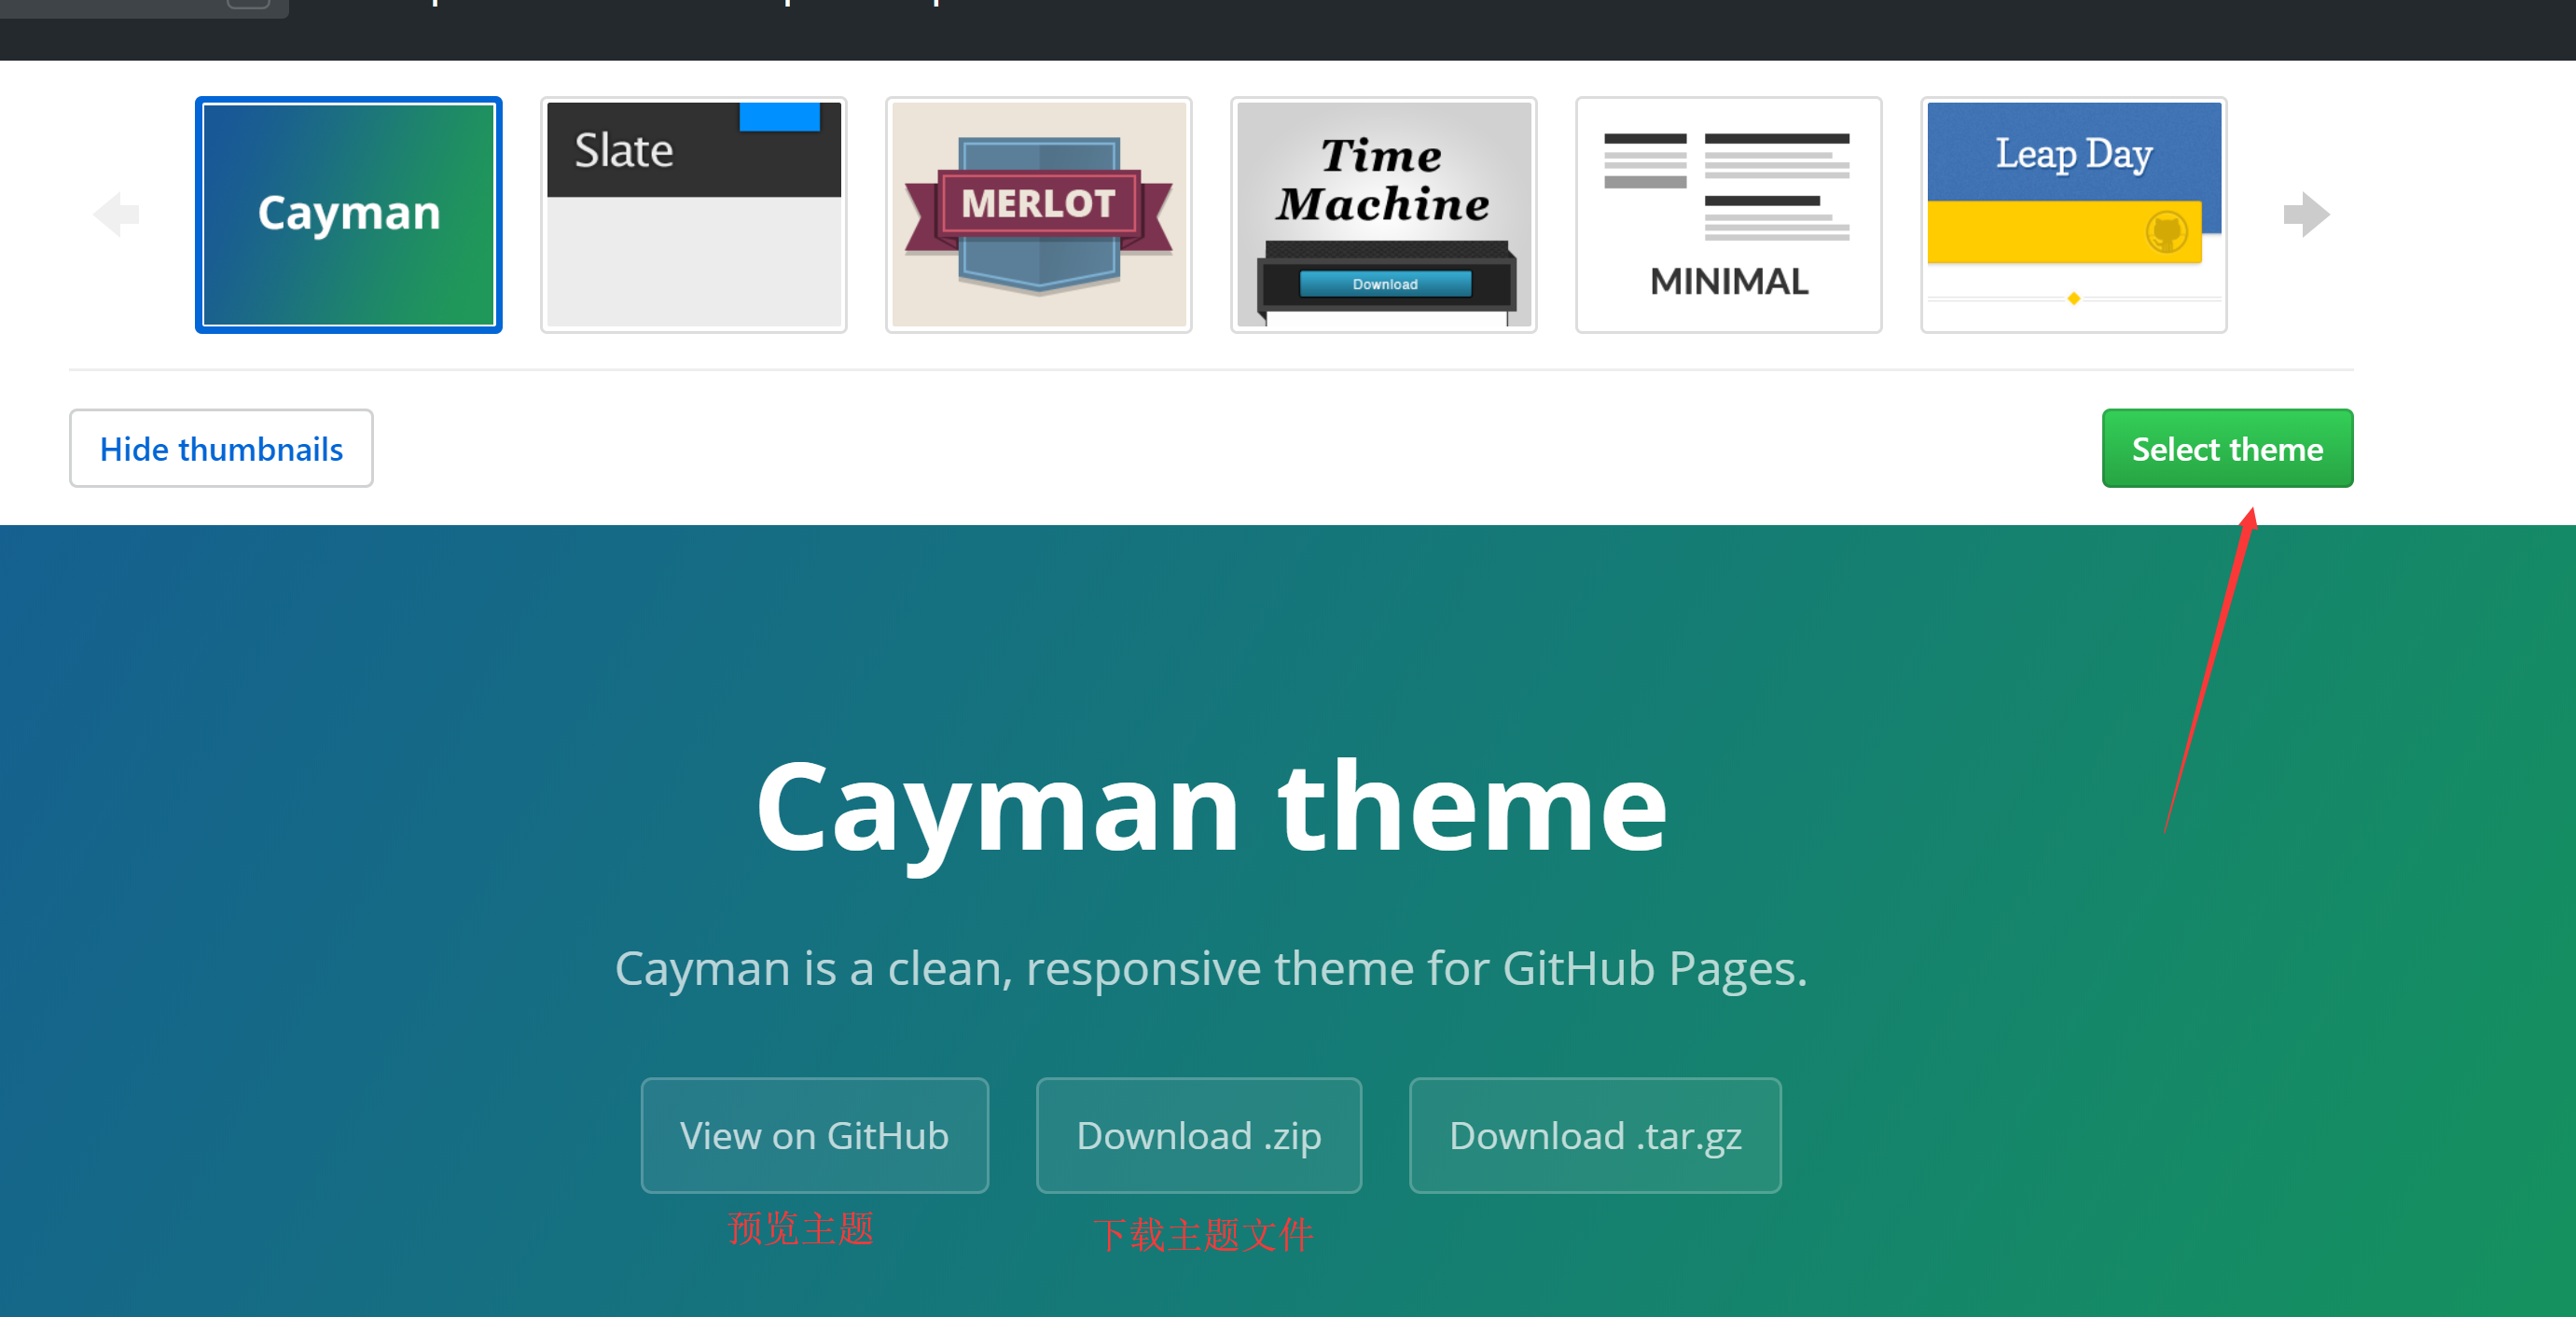 Cayman
Slate
MERLOT
Time
Machine
Download
MINIMAL
Leap Day
Hide thumbnails
Select theme
Cayman theme
Cayman is a clean, responsive theme for GitHub Pages.
View on GitHub
Download .zip
Download .tar.gz
预览主题
下载主题文件